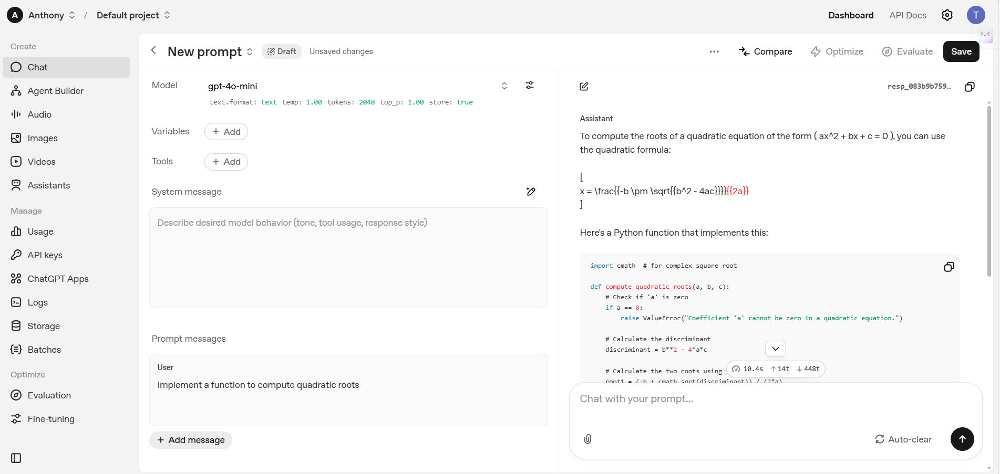 A Anthony / Default project
Dashboard API Docs T
Create
Chat
Agent Builder
Audio
Images
Videos
Assistants
Manage
Usage
API keys
ChatGPT Apps
Logs
Storage
Batches
Optimize
Evaluation
Fine-tuning
New prompt Draft Unsaved changes
... Compare Optimize Evaluate Save
Model gpt-4o-mini
text.format: text temp: 1.00 tokens: 2048 top_p: 1.00 store: true
Variables + Add
Tools + Add
System message
Describe desired model behavior (tone, tool usage, response style)
Prompt messages
User
Implement a function to compute quadratic roots
+ Add message
resp_083b9b759…
Assistant
To compute the roots of a quadratic equation of the form ( ax^2 + bx + c = 0 ), you can use
the quadratic formula:
[
x = \frac{{-b \pm \sqrt{{b^2 - 4ac}}}}{{2a}}
]
Here's a Python function that implements this:
import cmath  # for complex square root
def compute_quadratic_roots(a, b, c):
    # Check if 'a' is zero
    if a == 0:
        raise ValueError("Coefficient 'a' cannot be zero in a quadratic equation.")
    # Calculate the discriminant
    discriminant = b**2 - 4*a*c
    # Calculate the two roots using
10.4s ↑14t ↓448t
    root1 = (-b + cmath.sqrt(discriminant)) / (2*a)
Chat with your prompt...
Auto-clear